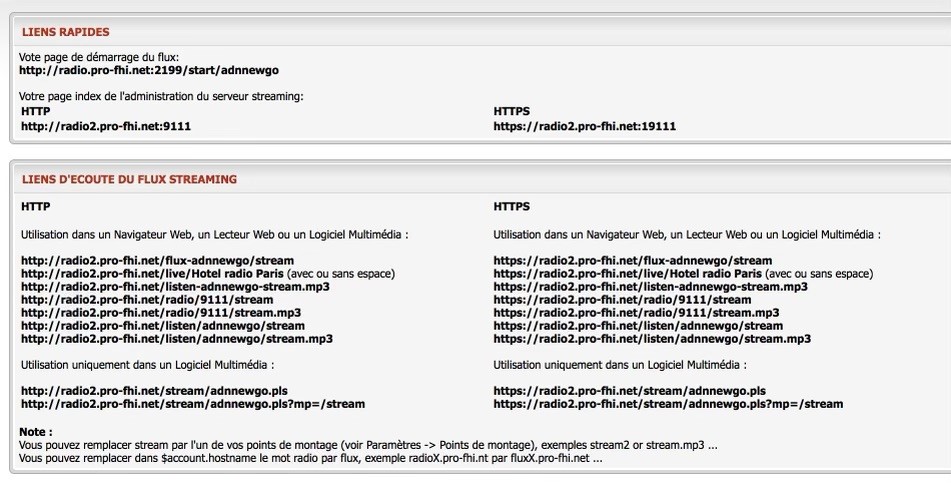 LIENS RAPIDES
Vote page de démarrage du flux:
http://radio.pro-fhi.net:2199/start/adnnewgo
Votre page index de l'administration du serveur streaming:
HTTP HTTPS
http://radio2.pro-fhi.net:9111 https://radio2.pro-fhi.net:19111
LIENS D'ECOUTE DU FLUX STREAMING
HTTP HTTPS
Utilisation dans un Navigateur Web, un Lecteur Web ou un Logiciel Multimédia : Utilisation dans un Navigateur Web, un Lecteur Web ou un Logiciel Multimédia :
http://radio2.pro-fhi.net/flux-adnnewgo/stream https://radio2.pro-fhi.net/flux-adnnewgo/stream
http://radio2.pro-fhi.net/live/Hotel radio Paris (avec ou sans espace) https://radio2.pro-fhi.net/live/Hotel radio Paris (avec ou sans espace)
http://radio2.pro-fhi.net/listen-adnnewgo-stream.mp3 https://radio2.pro-fhi.net/listen-adnnewgo-stream.mp3
http://radio2.pro-fhi.net/radio/9111/stream https://radio2.pro-fhi.net/radio/9111/stream
http://radio2.pro-fhi.net/radio/9111/stream.mp3 https://radio2.pro-fhi.net/radio/9111/stream.mp3
http://radio2.pro-fhi.net/listen/adnnewgo/stream https://radio2.pro-fhi.net/listen/adnnewgo/stream
http://radio2.pro-fhi.net/listen/adnnewgo/stream.mp3 https://radio2.pro-fhi.net/listen/adnnewgo/stream.mp3
Utilisation uniquement dans un Logiciel Multimédia : Utilisation uniquement dans un Logiciel Multimédia :
http://radio2.pro-fhi.net/stream/adnnewgo.pls https://radio2.pro-fhi.net/stream/adnnewgo.pls
http://radio2.pro-fhi.net/stream/adnnewgo.pls?mp=/stream https://radio2.pro-fhi.net/stream/adnnewgo.pls?mp=/stream
Note :
Vous pouvez remplacer stream par l'un de vos points de montage (voir Paramètres -> Points de montage), exemples stream2 or stream.mp3 ...
Vous pouvez remplacer dans $account.hostname le mot radio par flux, exemple radioX.pro-fhi.nt par fluxX.pro-fhi.net ...